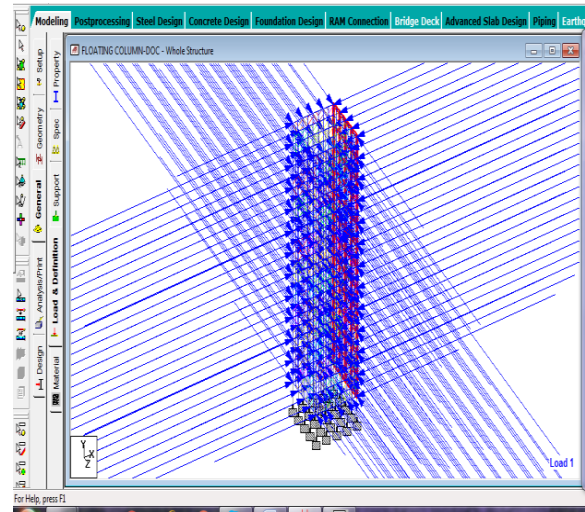 Modeling Postprocessing Steel Design Concrete Design Foundation Design RAM Connection Bridge Deck Advanced Slab Design Piping Eartho
FLOATING COLUMN-DOC - Whole Structure
Setup
Geometry
General
Analysis/Print
Design
Property
Spec
Support
Load & Definition
Material
Y
X
Z
Load 1
For Help, press F1